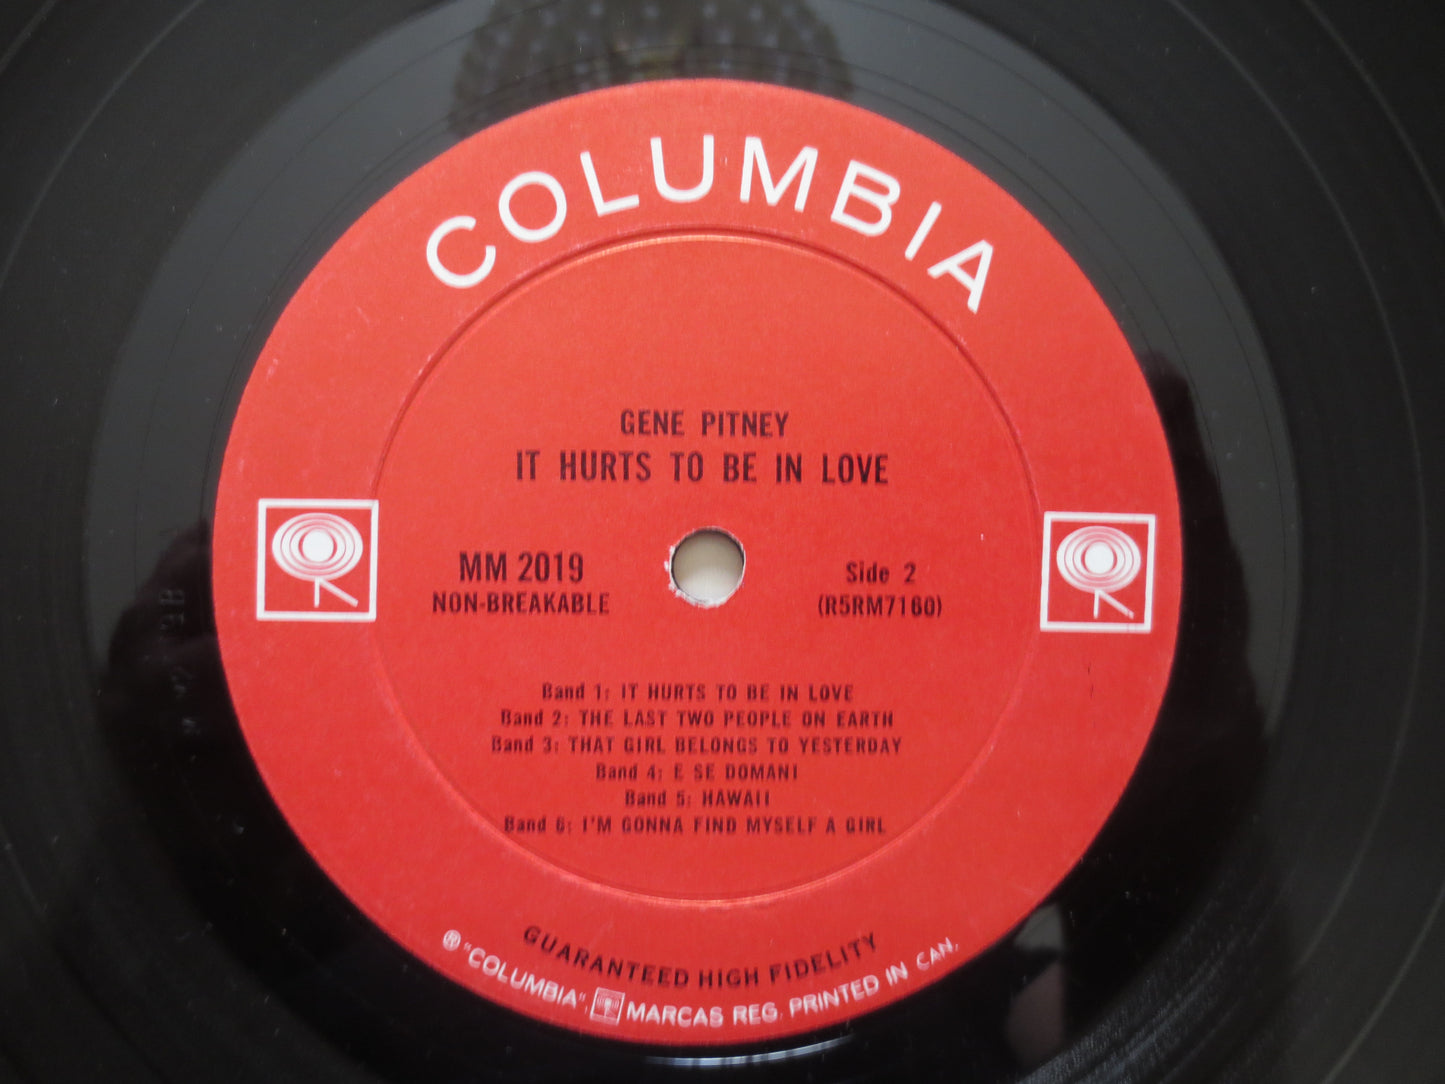 COLUMBIA
GENE PITNEY
IT HURTS TO BE IN LOVE
MM 2019
NON-BREAKABLE
Side 2
(R5RM7160)
Band 1: IT HURTS TO BE IN LOVE
Band 2: THE LAST TWO PEOPLE ON EARTH
Band 3: THAT GIRL BELONGS TO YESTERDAY
Band 4: E SE DOMANI
Band 5: HAWAII
Band 6: I'M GONNA FIND MYSELF A GIRL
GUARANTEED HIGH FIDELITY
® "COLUMBIA", MARCAS REG. PRINTED IN CAN.